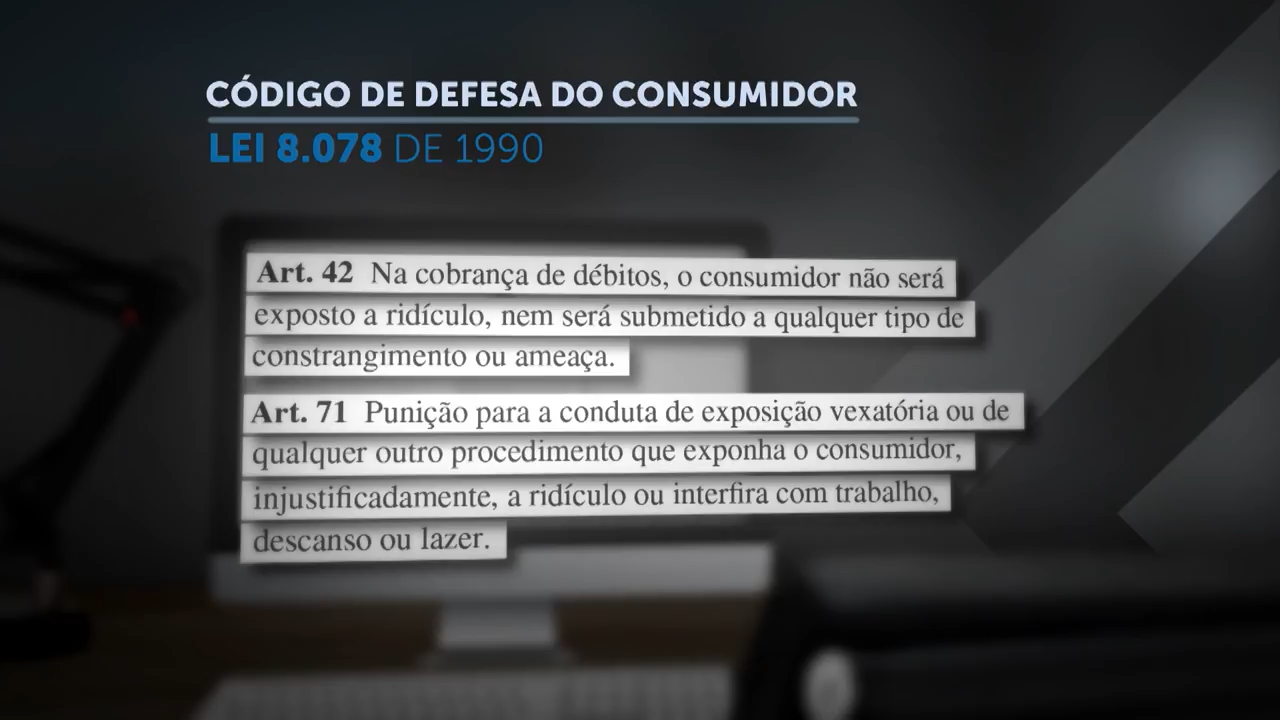 CÓDIGO DE DEFESA DO CONSUMIDOR
LEI 8.078 DE 1990
Art. 42 Na cobrança de débitos, o consumidor não será
exposto a ridículo, nem será submetido a qualquer tipo de
constrangimento ou ameaça.
Art. 71 Punição para a conduta de exposição vexatória ou de
qualquer outro procedimento que exponha o consumidor,
injustificadamente, a ridículo ou interfira com trabalho,
descanso ou lazer.